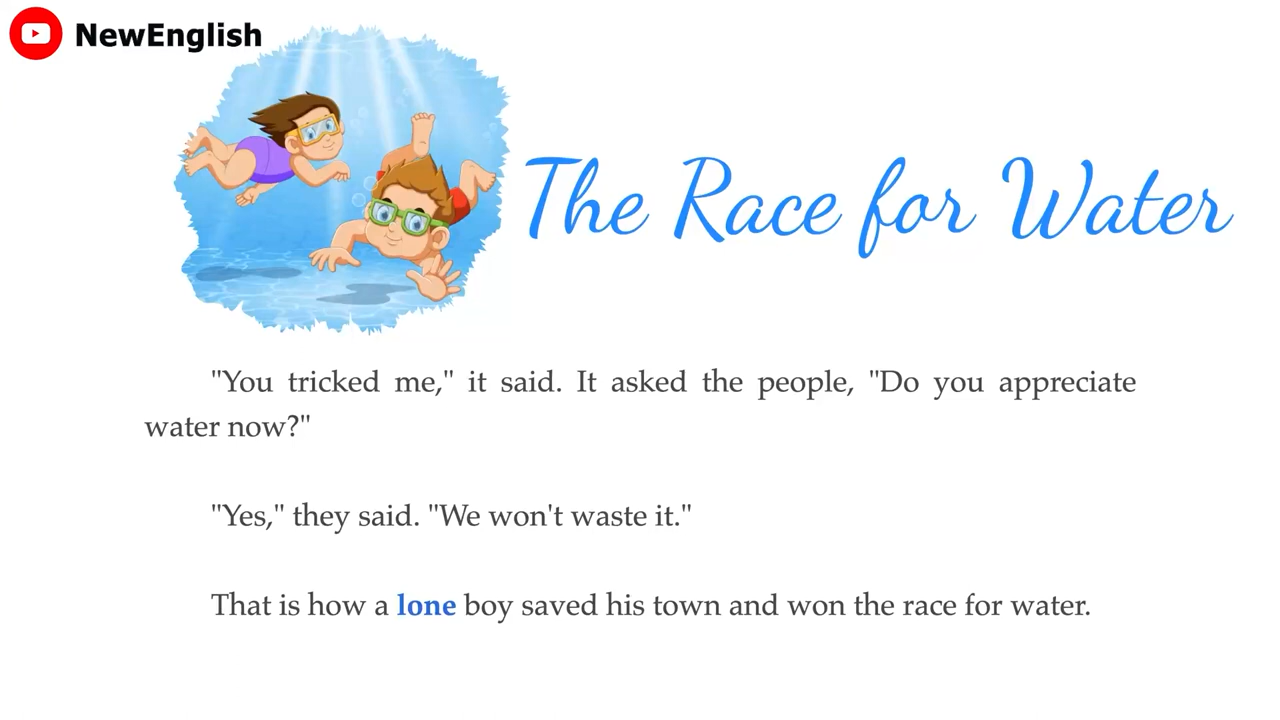 NewEnglish
The Race for Water
"You tricked me," it said. It asked the people, "Do you appreciate
water now?"
"Yes," they said. "We won't waste it."
That is how a lone boy saved his town and won the race for water.